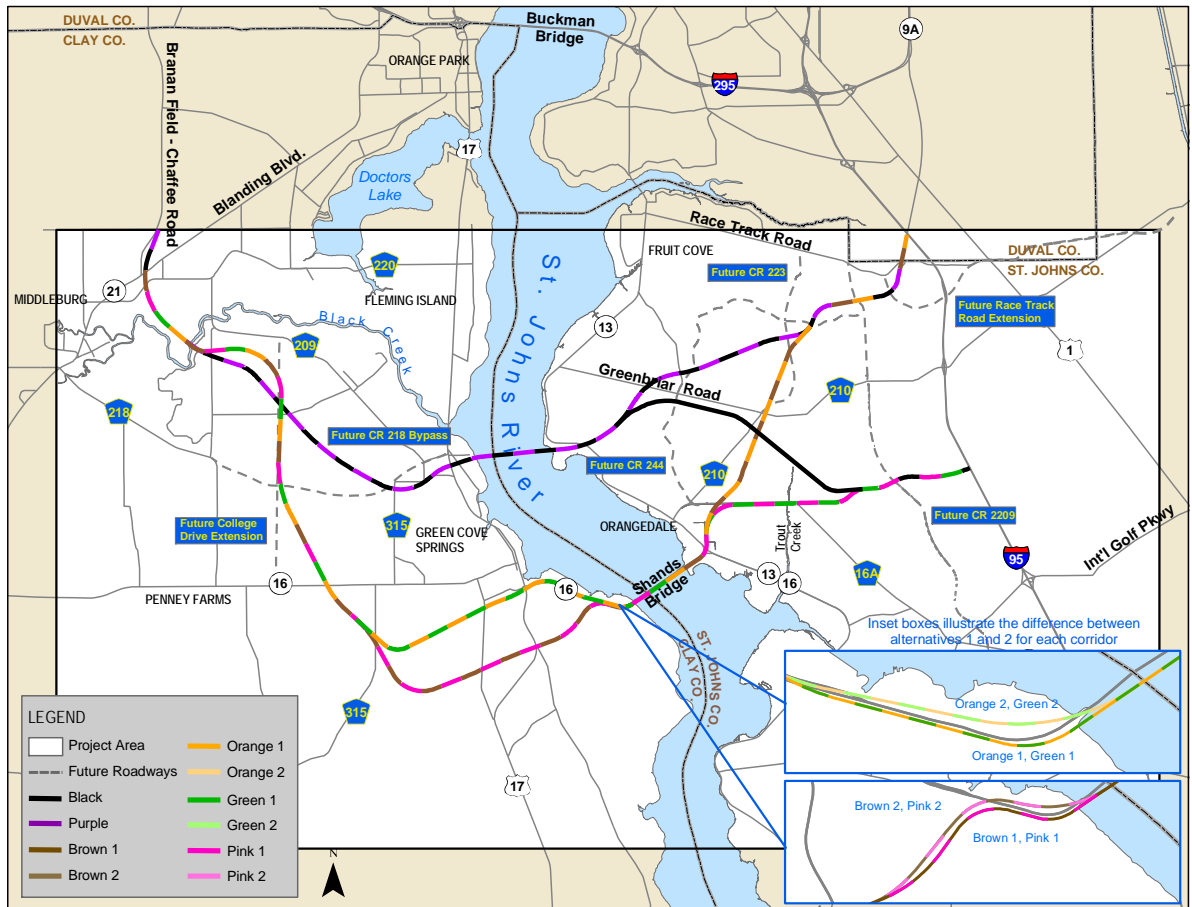 DUVAL CO.
CLAY CO.
Buckman
Bridge
9A
ORANGE PARK
295
Branan Field - Chaffee Road
17
Blanding Blvd.
Doctors
Lake
Race Track Road
FRUIT COVE
DUVAL CO.
ST. JOHNS CO.
220
Future CR 223
21
MIDDLEBURG
FLEMING ISLAND
Future Race Track
Road Extension
Black Creek
13
St. Johns River
209
1
Greenbriar Road
210
218
Future CR 218 Bypass
Future CR 244
210
Future College
Drive Extension
315
GREEN COVE
SPRINGS
ORANGEDALE
Trout
Creek
Future CR 2209
95
Int'l Golf Pkwy
16
16
Shands
Bridge
13
16
16A
PENNEY FARMS
Inset boxes illustrate the difference between
alternatives 1 and 2 for each corridor
ST. JOHNS CO.
CLAY CO.
315
17
Orange 2, Green 2
Orange 1, Green 1
Brown 2, Pink 2
Brown 1, Pink 1
LEGEND
Project Area
Future Roadways
Black
Purple
Brown 1
Brown 2
Orange 1
Orange 2
Green 1
Green 2
Pink 1
Pink 2
N